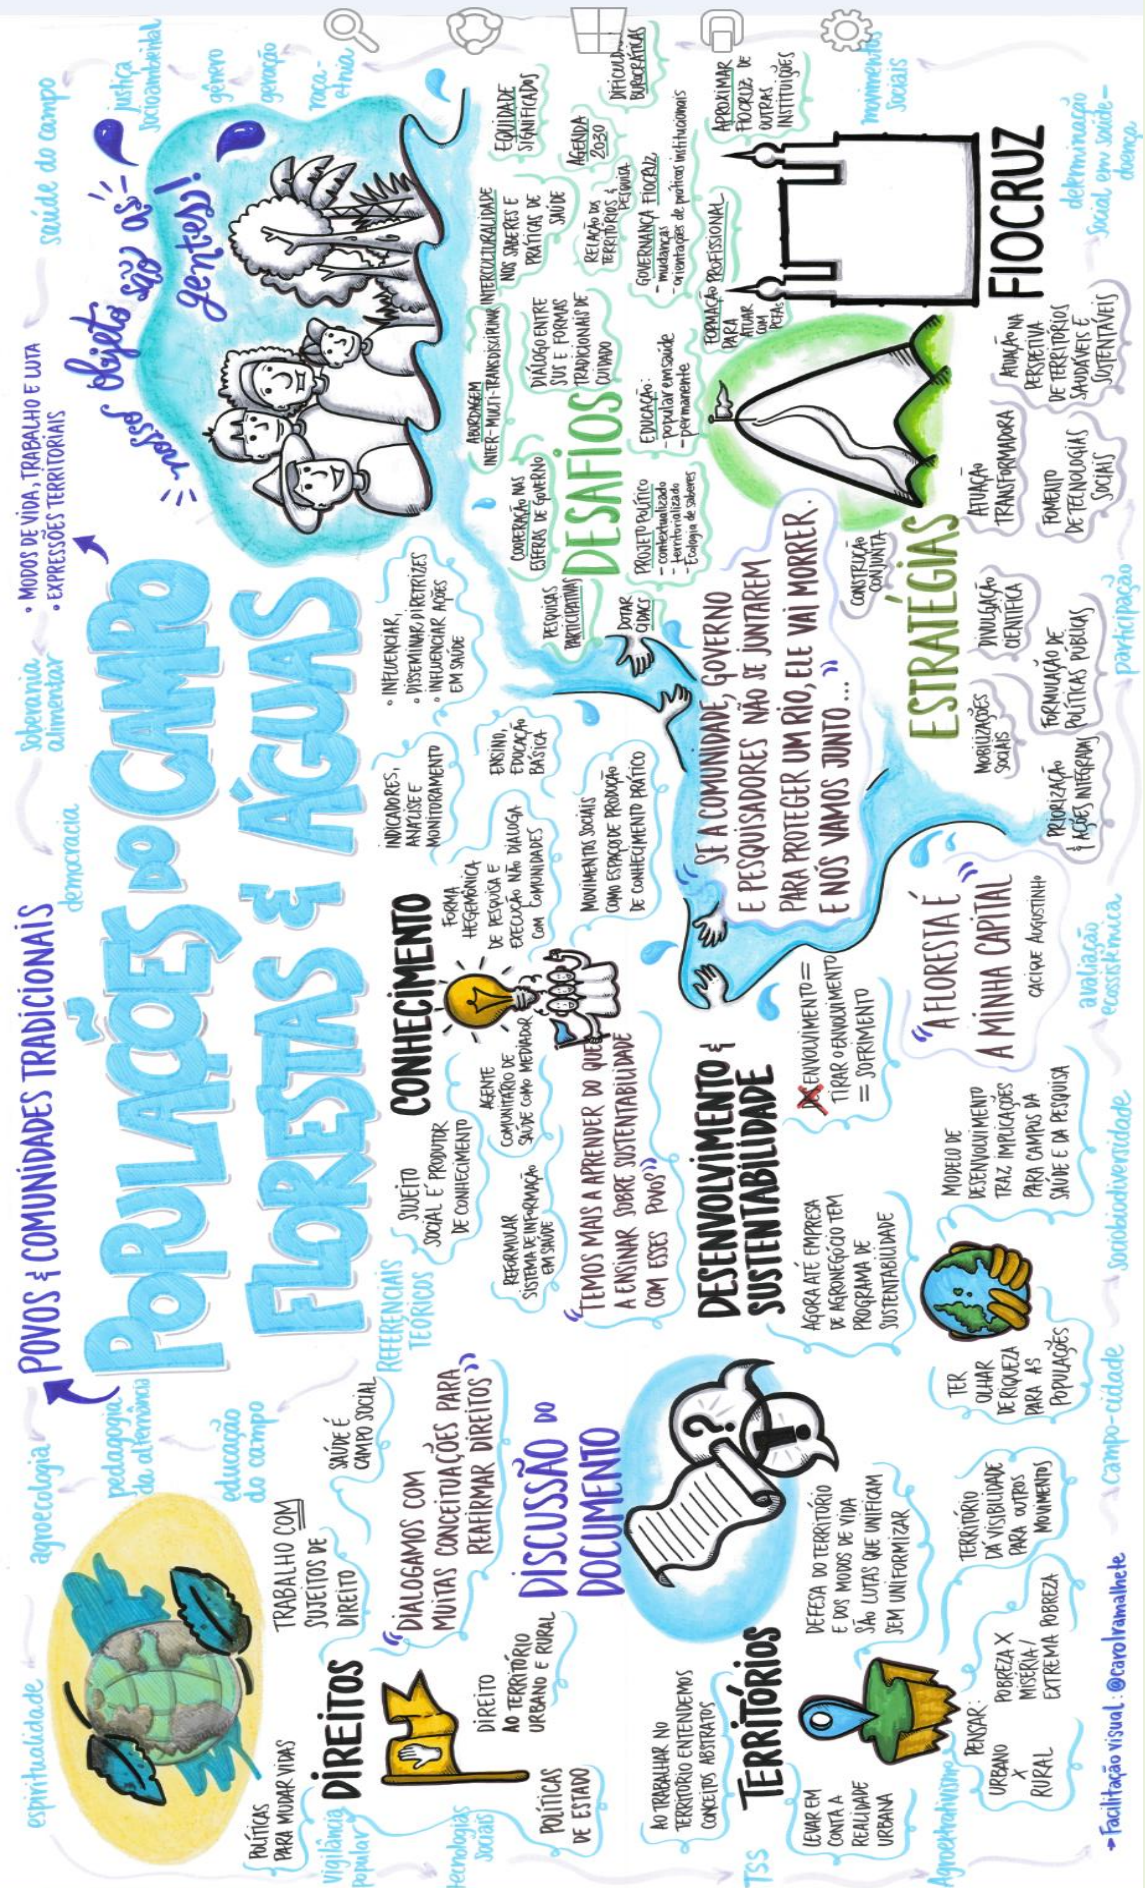 espiritualidade
agroecologia
POVOS & COMUNIDADES TRADICIONAIS
democracia
soberania
alimentar
° MODOS DE VIDA, TRABALHO E LUTA
° EXPRESSÕES TERRITORIAIS
saúde do campo
POPULAÇÕES DO CAMPO
FLORESTAS & ÁGUAS
nosso objeto são as
gentes!
justiça
socioambiental
gênero
geração
raça-
etnia
pedagogia
da alternância
educação
do campo
POLÍTICAS
PARA MUDAR VIDAS
TRABALHO COM
SUJEITOS DE
DIREITO
SAÚDE É
CAMPO SOCIAL
DIREITOS
vigilância
popular
tecnologias
sociais
"DIALOGAMOS COM
MUITAS CONCEITUAÇÕES PARA
REAFIRMAR DIREITOS"
DIREITO
AO TERRITÓRIO
URBANO E RURAL
POLÍTICAS
DE ESTADO
REFERENCIAIS
TEÓRICOS
DISCUSSÃO DO
DOCUMENTO
?
!
CONHECIMENTO
SUJEITO
SOCIAL É PRODUTOR
DE CONHECIMENTO
AGENTE
COMUNITÁRIO DE
SAÚDE COMO MEDIADOR
REFORMULAR
SISTEMA DE INFORMAÇÃO
EM SAÚDE
INDICADORES,
ANÁLISE E
MONITORAMENTO
° INFLUENCIAR,
° DISSEMINAR, DIRETRIZES
° INFLUENCIAR AÇÕES
EM SAÚDE
FORMA
HEGEMÔNICA
DE PESQUISA E
EXECUÇÃO NÃO DIALOGA
COM COMUNIDADES
ENSINO,
EDUCAÇÃO
BÁSICA
MOVIMENTOS SOCIAIS
COMO ESPAÇO DE PRODUÇÃO
DE CONHECIMENTO PRÁTICO
"TEMOS MAIS A APRENDER DO QUE
A ENSINAR SOBRE SUSTENTABILIDADE
COM ESSES POVOS"
ABORDAGEM
INTER-MULTI-TRANSDISCIPLINAR
INTERCULTURALIDADE
NOS SABERES E
PRÁTICAS DE
SAÚDE
EQUIDADE
SIGNIFICADOS
COOPERAÇÃO NAS
ESFERAS DE GOVERNO
DIÁLOGO ENTRE
SUS E FORMAS
TRADICIONAIS DE
CUIDADO
AGENDA
2030
RELAÇÃO DOS
TERRITÓRIOS &
PESQUISA
BUROCRÁTICAS
PESQUISAS
PARTICIPATIVAS
DESAFIOS
DOTAR
CIDACS
PROJETO POLÍTICO
- contextualizado
- territorializado
- Ecologia de saberes
EDUCAÇÃO:
- popular em saúde
- permanente
GOVERNANÇA FIOCRUZ
- mudanças
- orientações de práticas institucionais
FORMAÇÃO PROFISSIONAL
PARA
ATUAR
COM
PCTAs
APROXIMAR
FIOCRUZ DE
OUTRAS
INSTITUIÇÕES
movimentos
sociais
"SE A COMUNIDADE, GOVERNO
E PESQUISADORES NÃO SE JUNTAREM
PARA PROTEGER UM RIO, ELE VAI MORRER.
E NÓS VAMOS JUNTO..."
DESENVOLVIMENTO &
SUSTENTABILIDADE
DES ENVOLVIMENTO =
TIRAR O ENVOLVIMENTO
= SOFRIMENTO
AGORA ATÉ EMPRESA
DE AGRONEGÓCIO TEM
PROGRAMA DE
SUSTENTABILIDADE
MODELO DE
DESENVOLVIMENTO
TRAZ IMPLICAÇÕES
PARA CAMPUS DA
SAÚDE E DA PESQUISA
TER
OLHAR
DE RIQUEZA
PARA AS
POPULAÇÕES
"A FLORESTA É
A MINHA CAPITAL"
CACIQUE AUGUSTINHO
TERRITÓRIOS
AO TRABALHAR NO
TERRITÓRIO ENTENDEMOS
CONCEITOS ABSTRATOS
TSS
LEVAR EM
CONTA A
REALIDADE
URBANA
DEFESA DO TERRITÓRIO
E DOS MODOS DE VIDA
SÃO LUTAS QUE UNIFICAM
SEM UNIFORMIZAR
TERRITÓRIO
DÁ VISIBILIDADE
PARA OUTROS
MOVIMENTOS
Agroextrativismo
PENSAR:
URBANO
X
RURAL
POBREZA X
MISÉRIA/
EXTREMA POBREZA
CONSTRUÇÃO
CONJUNTA
ESTRATÉGIAS
MOBILIZAÇÕES
SOCIAIS
DIVULGAÇÃO
CIENTÍFICA
ATUAÇÃO
TRANSFORMADORA
ATUAÇÃO NA
PERSPETIVA
DE TERRITÓRIOS
SAUDÁVEIS E
SUSTENTÁVEIS
PRIORIZAÇÃO
& AÇÕES INTEGRADAS
FORMULAÇÃO DE
POLÍTICAS PÚBLICAS
FOMENTO
DE TECNOLOGIAS
SOCIAIS
FIOCRUZ
determinação
social em saúde-
doença
participação
avaliação
ecossistêmica
sociobiodiversidade
campo-cidade
Facilitação visual: @carolramalhete